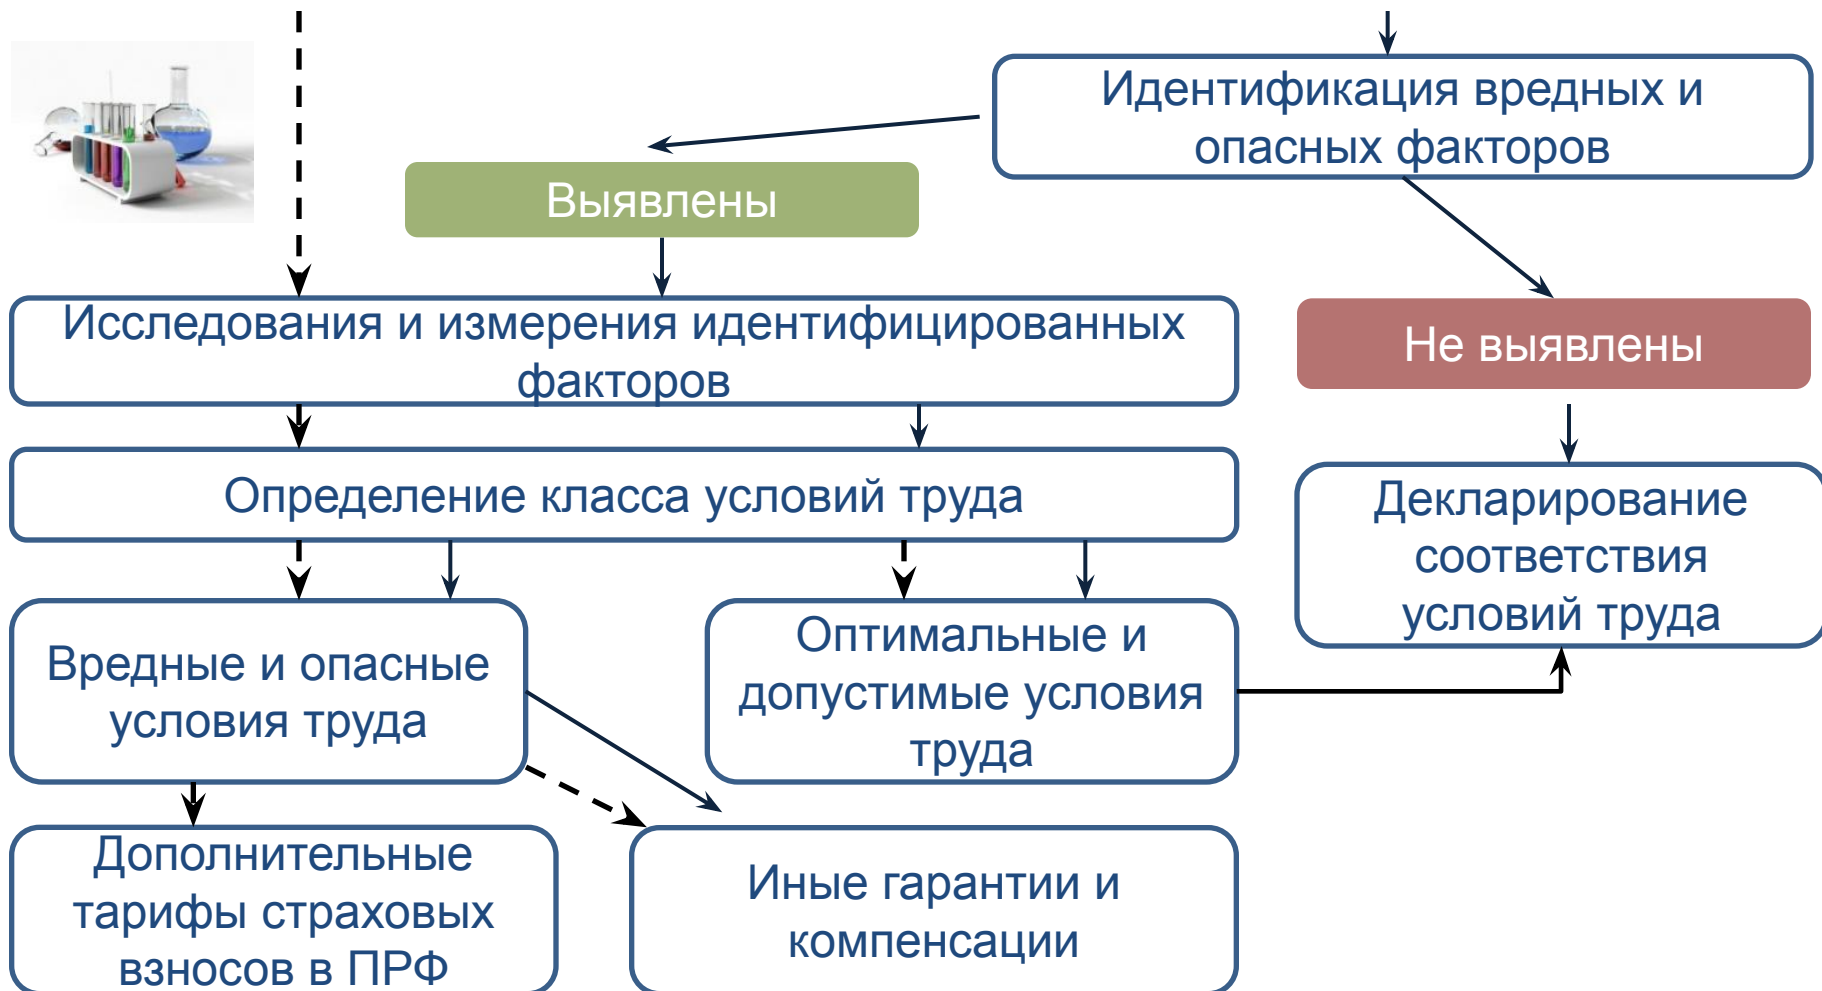 Идентификация вредных и
опасных факторов
Выявлены
Исследования и измерения идентифицированных
факторов
Не выявлены
Определение класса условий труда
Декларирование
соответствия
условий труда
Вредные и опасные
условия труда
Оптимальные и
допустимые условия
труда
Дополнительные
тарифы страховых
взносов в ПРФ
Иные гарантии и
компенсации